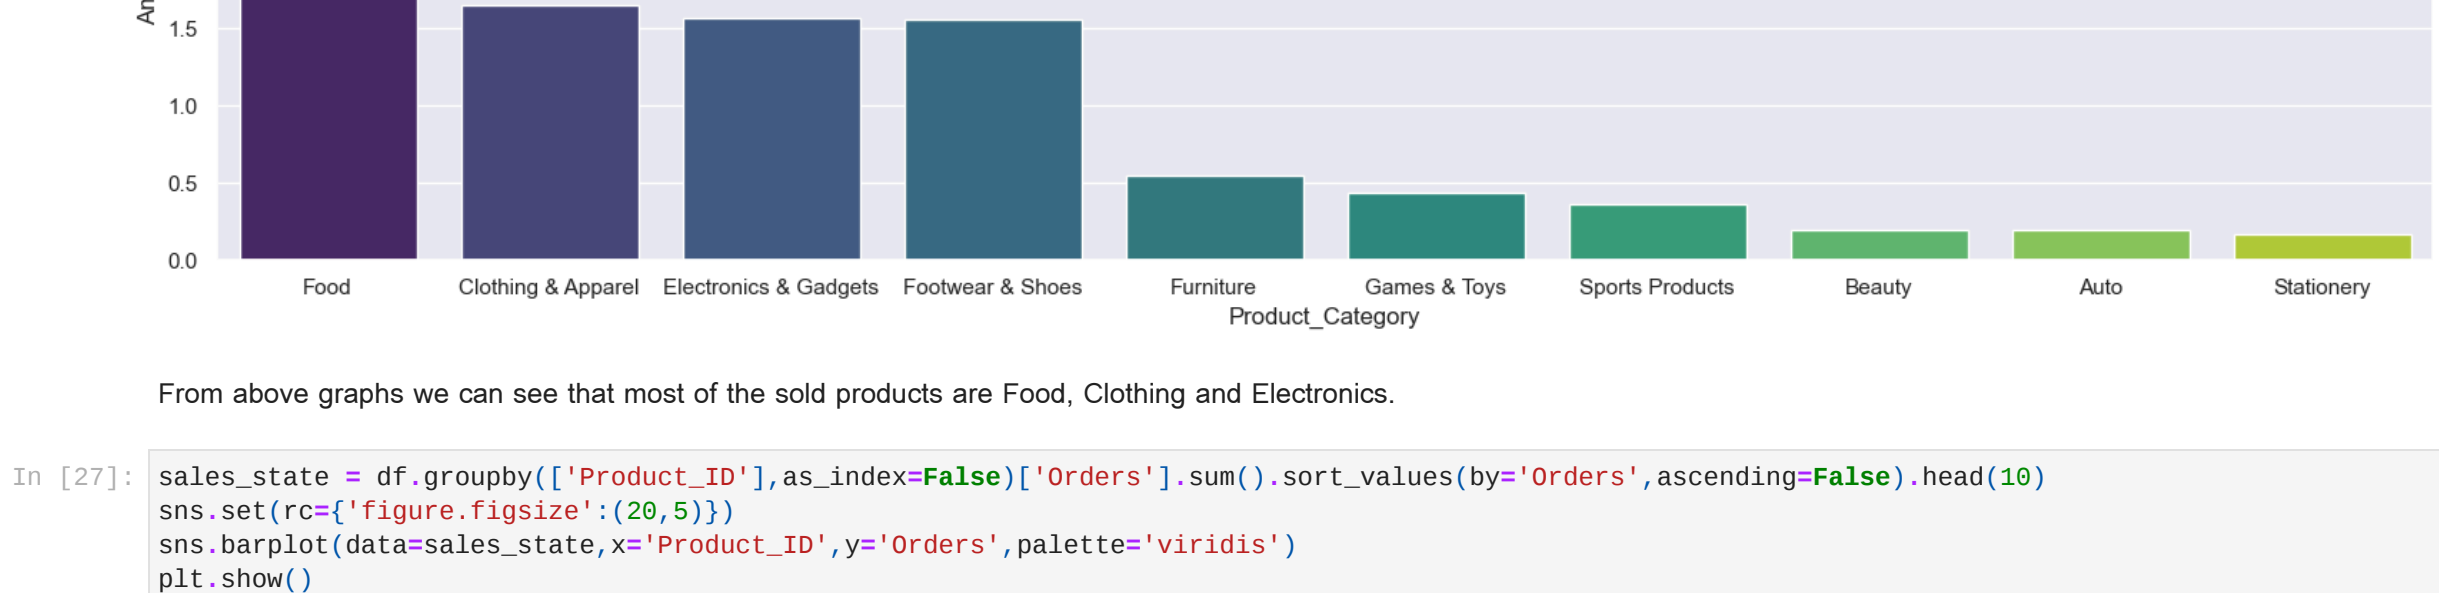 An
1.5
1.0
0.5
0.0
Food Clothing & Apparel Electronics & Gadgets Footwear & Shoes Furniture Games & Toys Sports Products Beauty Auto Stationery
Product_Category
From above graphs we can see that most of the sold products are Food, Clothing and Electronics.
In [27]: sales_state = df.groupby(['Product_ID'],as_index=False)['Orders'].sum().sort_values(by='Orders',ascending=False).head(10)
sns.set(rc={'figure.figsize':(20,5)})
sns.barplot(data=sales_state,x='Product_ID',y='Orders',palette='viridis')
plt.show()